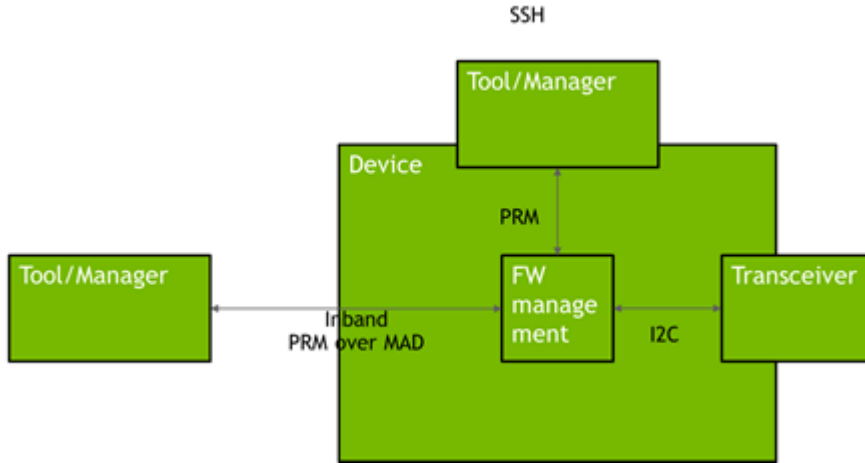 SSH
Tool/Manager
Device
PRM
Tool/Manager
FW
manage
ment
Transceiver
Inband
PRM over MAD
I2C